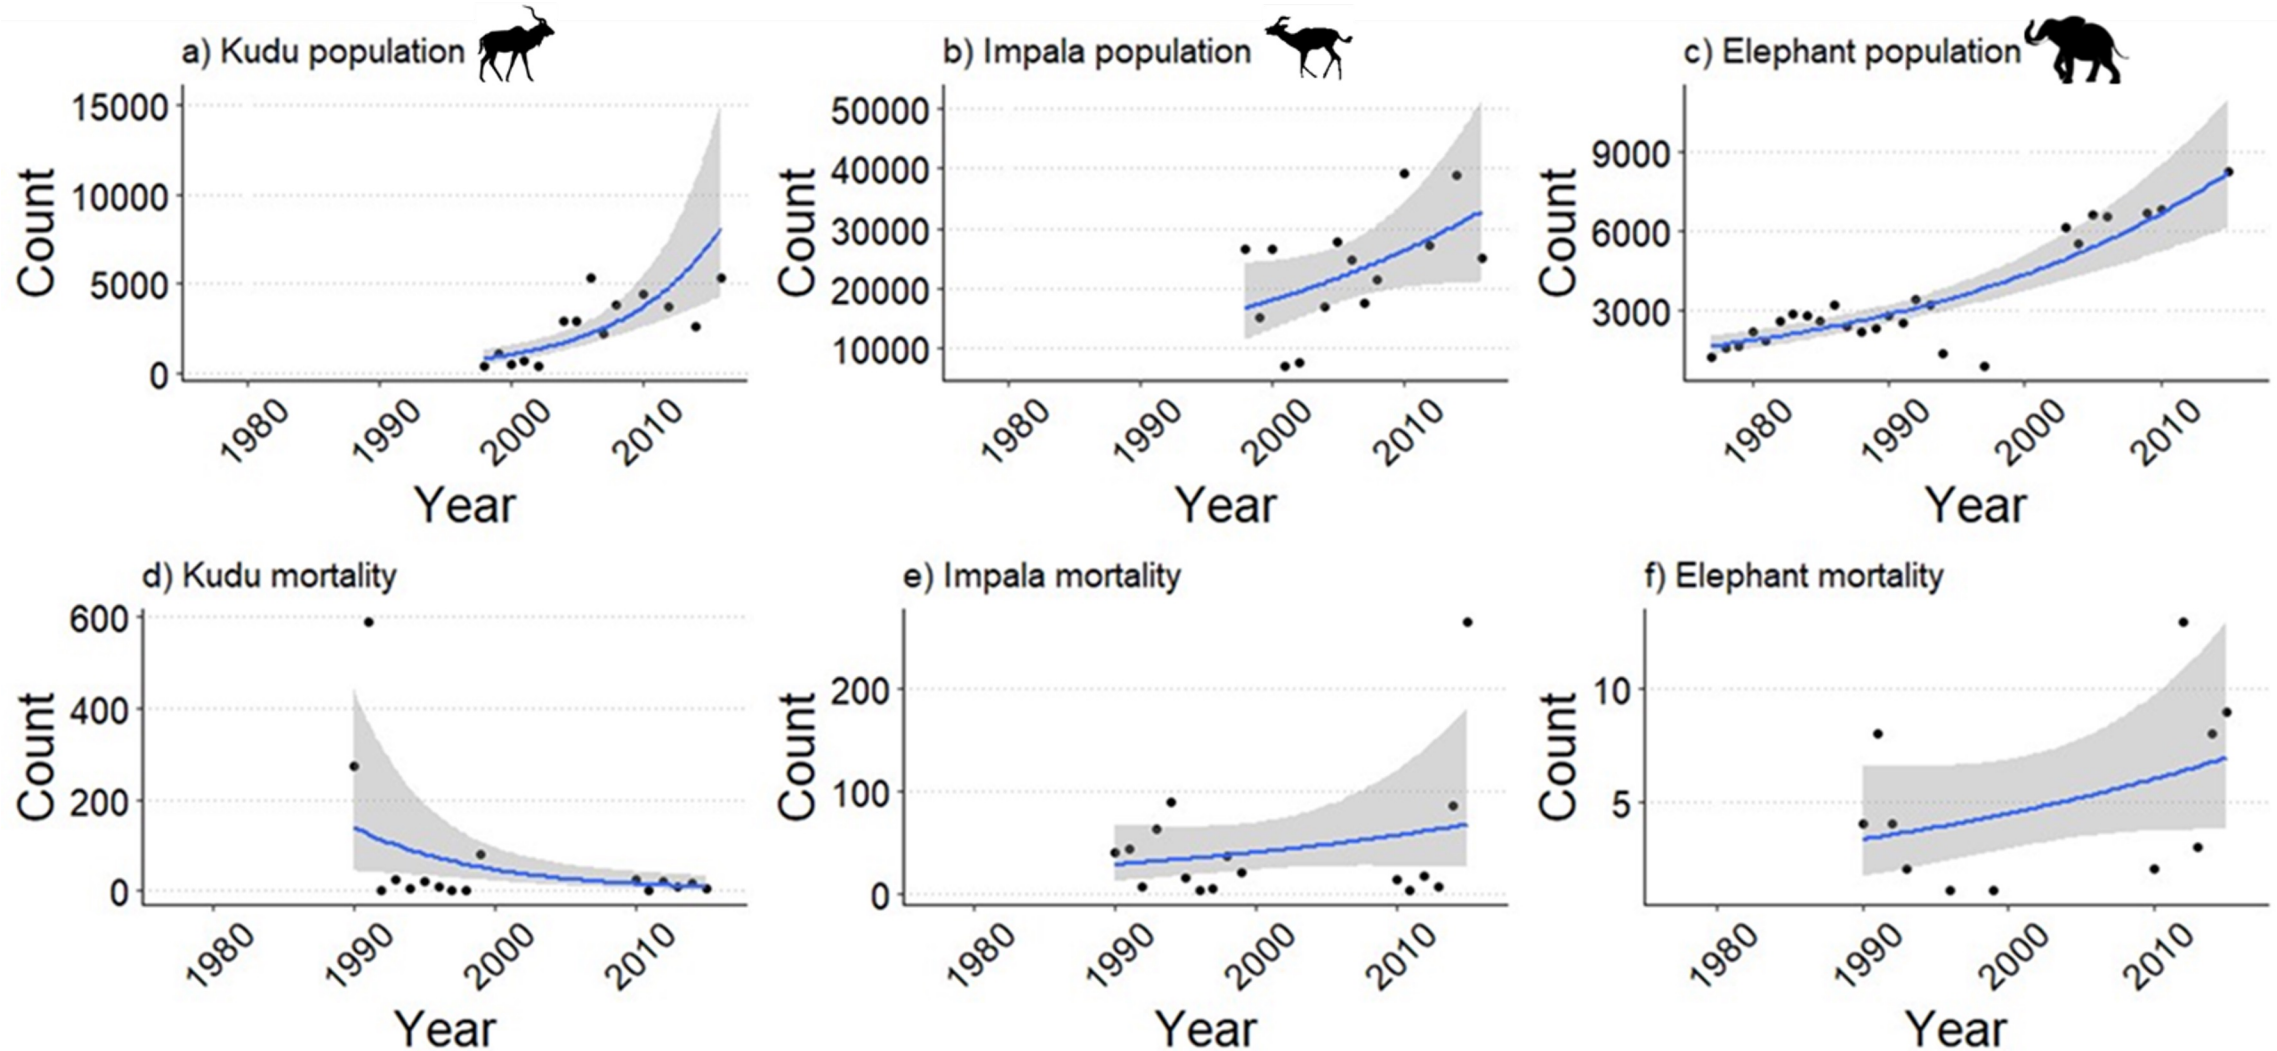 a) Kudu population
b) Impala population
c) Elephant population
Count
15000
10000
5000
0
1980
1990
2000
2010
Year
Count
50000
40000
30000
20000
10000
1980
1990
2000
2010
Year
Count
9000
6000
3000
1980
1990
2000
2010
Year
d) Kudu mortality
e) Impala mortality
f) Elephant mortality
Count
600
400
200
0
1980
1990
2000
2010
Year
Count
200
100
0
1980
1990
2000
2010
Year
Count
10
5
1980
1990
2000
2010
Year